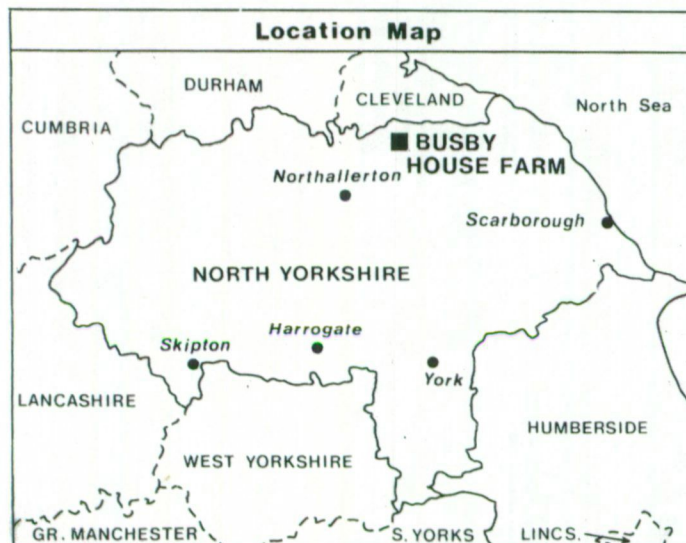 Location Map
DURHAM
CLEVELAND
North Sea
CUMBRIA
BUSBY
HOUSE FARM
Northallerton
Scarborough
NORTH YORKSHIRE
Harrogate
Skipton
York
LANCASHIRE
HUMBERSIDE
WEST YORKSHIRE
GR. MANCHESTER
S. YORKS
LINCS.